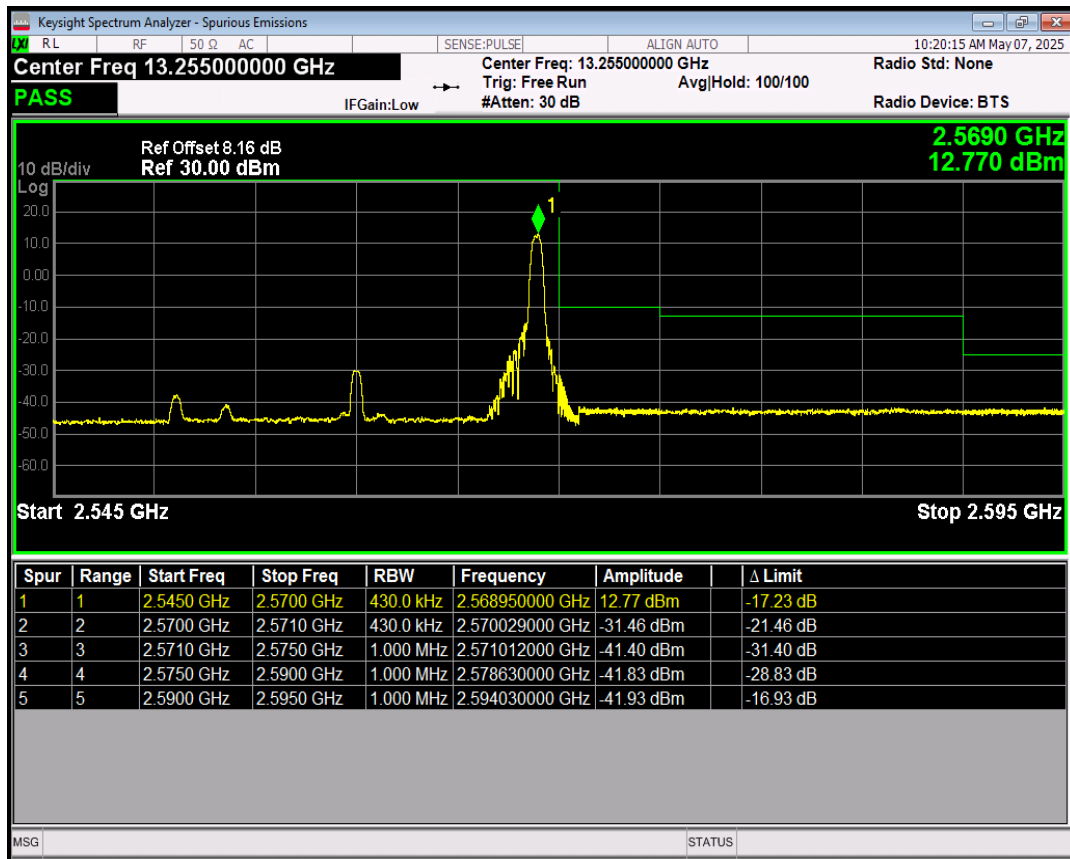 Keysight Spectrum Analyzer - Spurious Emissions
LXI RL RF 50 Ω AC SENSE:PULSE ALIGN AUTO 10:20:15 AM May 07, 2025
Center Freq 13.255000000 GHz Center Freq: 13.255000000 GHz Radio Std: None
Trig: Free Run Avg|Hold: 100/100
PASS IFGain:Low #Atten: 30 dB Radio Device: BTS
Ref Offset 8.16 dB 2.5690 GHz
10 dB/div Ref 30.00 dBm 12.770 dBm
Log
20.0
1
10.0
0.00
-10.0
-20.0
-30.0
-40.0
-50.0
-60.0
Start 2.545 GHz Stop 2.595 GHz
Spur Range Start Freq Stop Freq RBW Frequency Amplitude Δ Limit
1 1 2.5450 GHz 2.5700 GHz 430.0 kHz 2.568950000 GHz 12.77 dBm -17.23 dB
2 2 2.5700 GHz 2.5710 GHz 430.0 kHz 2.570029000 GHz -31.46 dBm -21.46 dB
3 3 2.5710 GHz 2.5750 GHz 1.000 MHz 2.571012000 GHz -41.40 dBm -31.40 dB
4 4 2.5750 GHz 2.5900 GHz 1.000 MHz 2.578630000 GHz -41.83 dBm -28.83 dB
5 5 2.5900 GHz 2.5950 GHz 1.000 MHz 2.594030000 GHz -41.93 dBm -16.93 dB
MSG STATUS